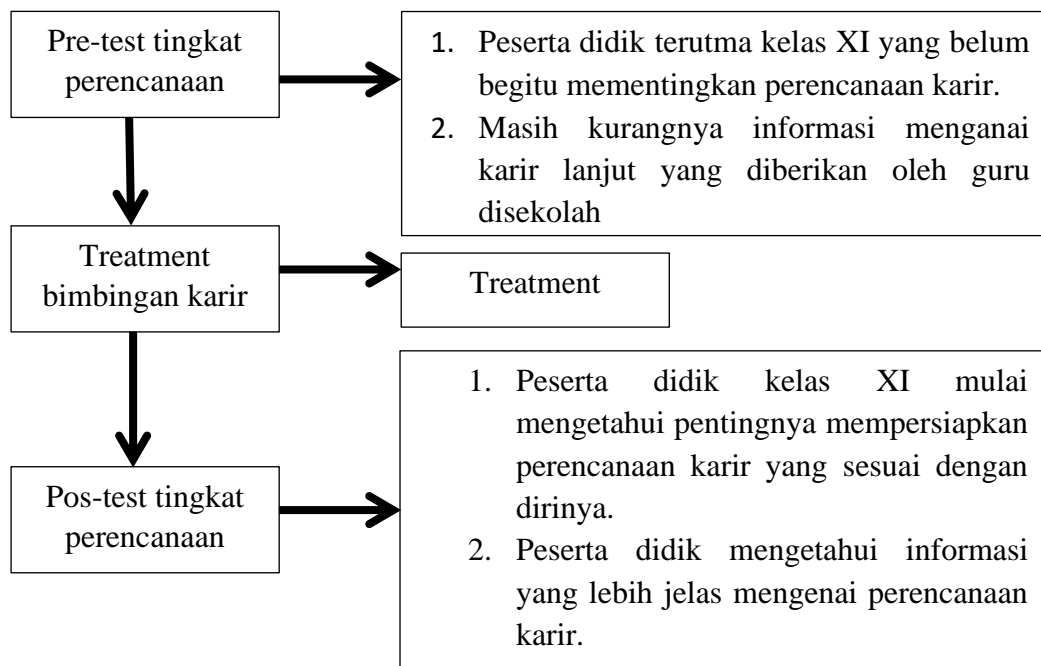 Pre-test tingkat
perencanaan
1. Peserta didik terutma kelas XI yang belum
begitu mementingkan perencanaan karir.
2. Masih kurangnya informasi menganai
karir lanjut yang diberikan oleh guru
disekolah
Treatment
bimbingan karir
Treatment
Pos-test tingkat
perencanaan
1. Peserta didik kelas XI mulai
mengetahui pentingnya mempersiapkan
perencanaan karir yang sesuai dengan
dirinya.
2. Peserta didik mengetahui informasi
yang lebih jelas mengenai perencanaan
karir.